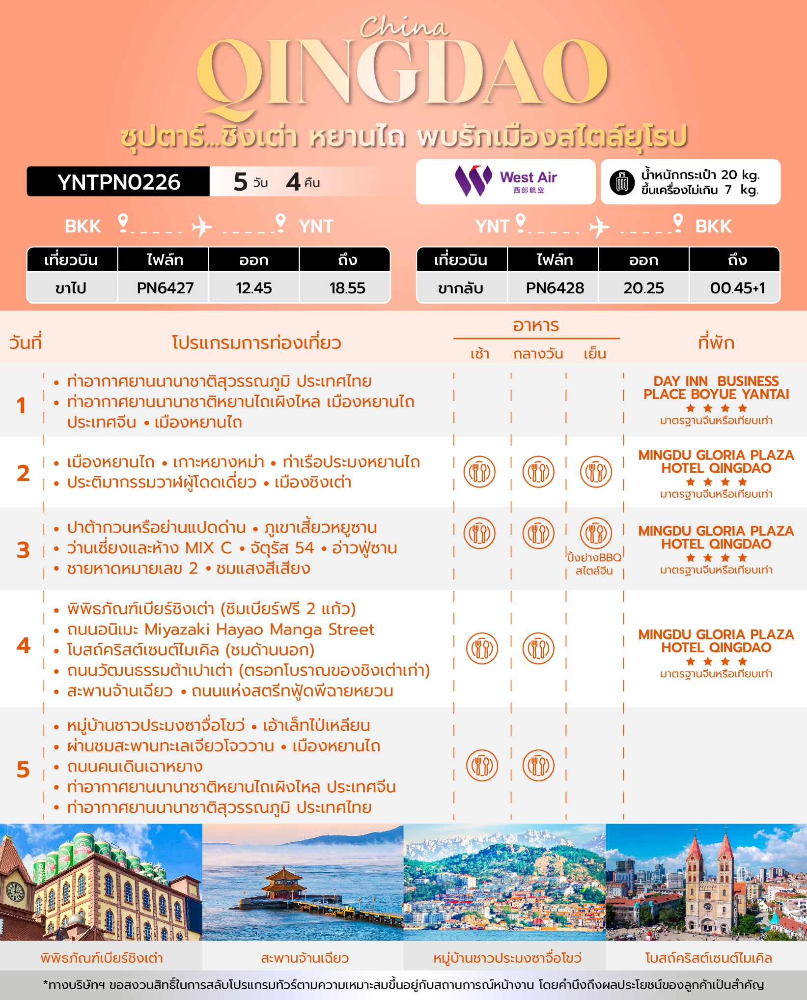 China
QINGDAO
ซุปตาร์...ชิงเต่า หยานไถ พบรักเมืองสไตล์ยุโรป
YNTPN0226 5 วัน 4 คืน
West Air
西部航空
น้ำหนักกระเป๋า 20 kg.
ขึ้นเครื่องไม่เกิน 7 kg.
BKK YNT
YNT BKK
เที่ยวบิน ไฟล์ท ออก ถึง
ขาไป PN6427 12.45 18.55
เที่ยวบิน ไฟล์ท ออก ถึง
ขากลับ PN6428 20.25 00.45+1
วันที่ โปรแกรมการท่องเที่ยว อาหาร ที่พัก
เช้า กลางวัน เย็น
1
• ท่าอากาศยานนานาชาติสุวรรณภูมิ ประเทศไทย
• ท่าอากาศยานนานาชาติหยานไถเผิงไหล เมืองหยานไถ
ประเทศจีน • เมืองหยานไถ
DAY INN BUSINESS
PLACE BOYUE YANTAI
★ ★ ★ ★
มาตรฐานจีนหรือเทียบเท่า
2
• เมืองหยานไถ • เกาะหยางหม่า • ท่าเรือประมงหยานไถ
• ประติมากรรมวาฬผู้โดดเดี่ยว • เมืองชิงเต่า
MINGDU GLORIA PLAZA
HOTEL QINGDAO
★ ★ ★ ★
มาตรฐานจีนหรือเทียบเท่า
3
• ปาต้ากวนหรือย่านแปดด่าน • ภูเขาเสี้ยวหยูซาน
• ว่านเซี่ยงและห้าง MIX C • จัตุรัส 54 • อ่าวฟู่ซาน
• ชายหาดหมายเลข 2 • ชมแสงสีเสียง
ปิ้งย่างBBQ
สไตล์จีน
MINGDU GLORIA PLAZA
HOTEL QINGDAO
★ ★ ★ ★
มาตรฐานจีนหรือเทียบเท่า
4
• พิพิธภัณฑ์เบียร์ชิงเต่า (ชิมเบียร์ฟรี 2 แก้ว)
• ถนนอนิเมะ Miyazaki Hayao Manga Street
• โบสถ์คริสต์เซนต์ไมเคิล (ชมด้านนอก)
• ถนนวัฒนธรรมต้าเปาเต่า (ตรอกโบราณของชิงเต่าเก่า)
• สะพานจ้านเฉียว • ถนนแห่งสตรีทฟู้ดพีฉายหยวน
MINGDU GLORIA PLAZA
HOTEL QINGDAO
★ ★ ★ ★
มาตรฐานจีนหรือเทียบเท่า
5
• หมู่บ้านชาวประมงซาจื่อโขว่ • เอ้าเล็ทไป่เหลียน
• ผ่านชมสะพานทะเลเจียวโจววาน • เมืองหยานไถ
• ถนนคนเดินเฉาหยาง
• ท่าอากาศยานนานาชาติหยานไถเผิงไหล ประเทศจีน
• ท่าอากาศยานนานาชาติสุวรรณภูมิ ประเทศไทย
TSINGTAO
พิพิธภัณฑ์เบียร์ชิงเต่า
สะพานจ้านเฉียว
หมู่บ้านชาวประมงซาจื่อโขว่
โบสถ์คริสต์เซนต์ไมเคิล
*ทางบริษัทฯ ขอสงวนสิทธิ์ในการสลับโปรแกรมทัวร์ตามความเหมาะสมขึ้นอยู่กับสถานการณ์หน้างาน โดยคำนึงถึงผลประโยชน์ของลูกค้าเป็นสำคัญ